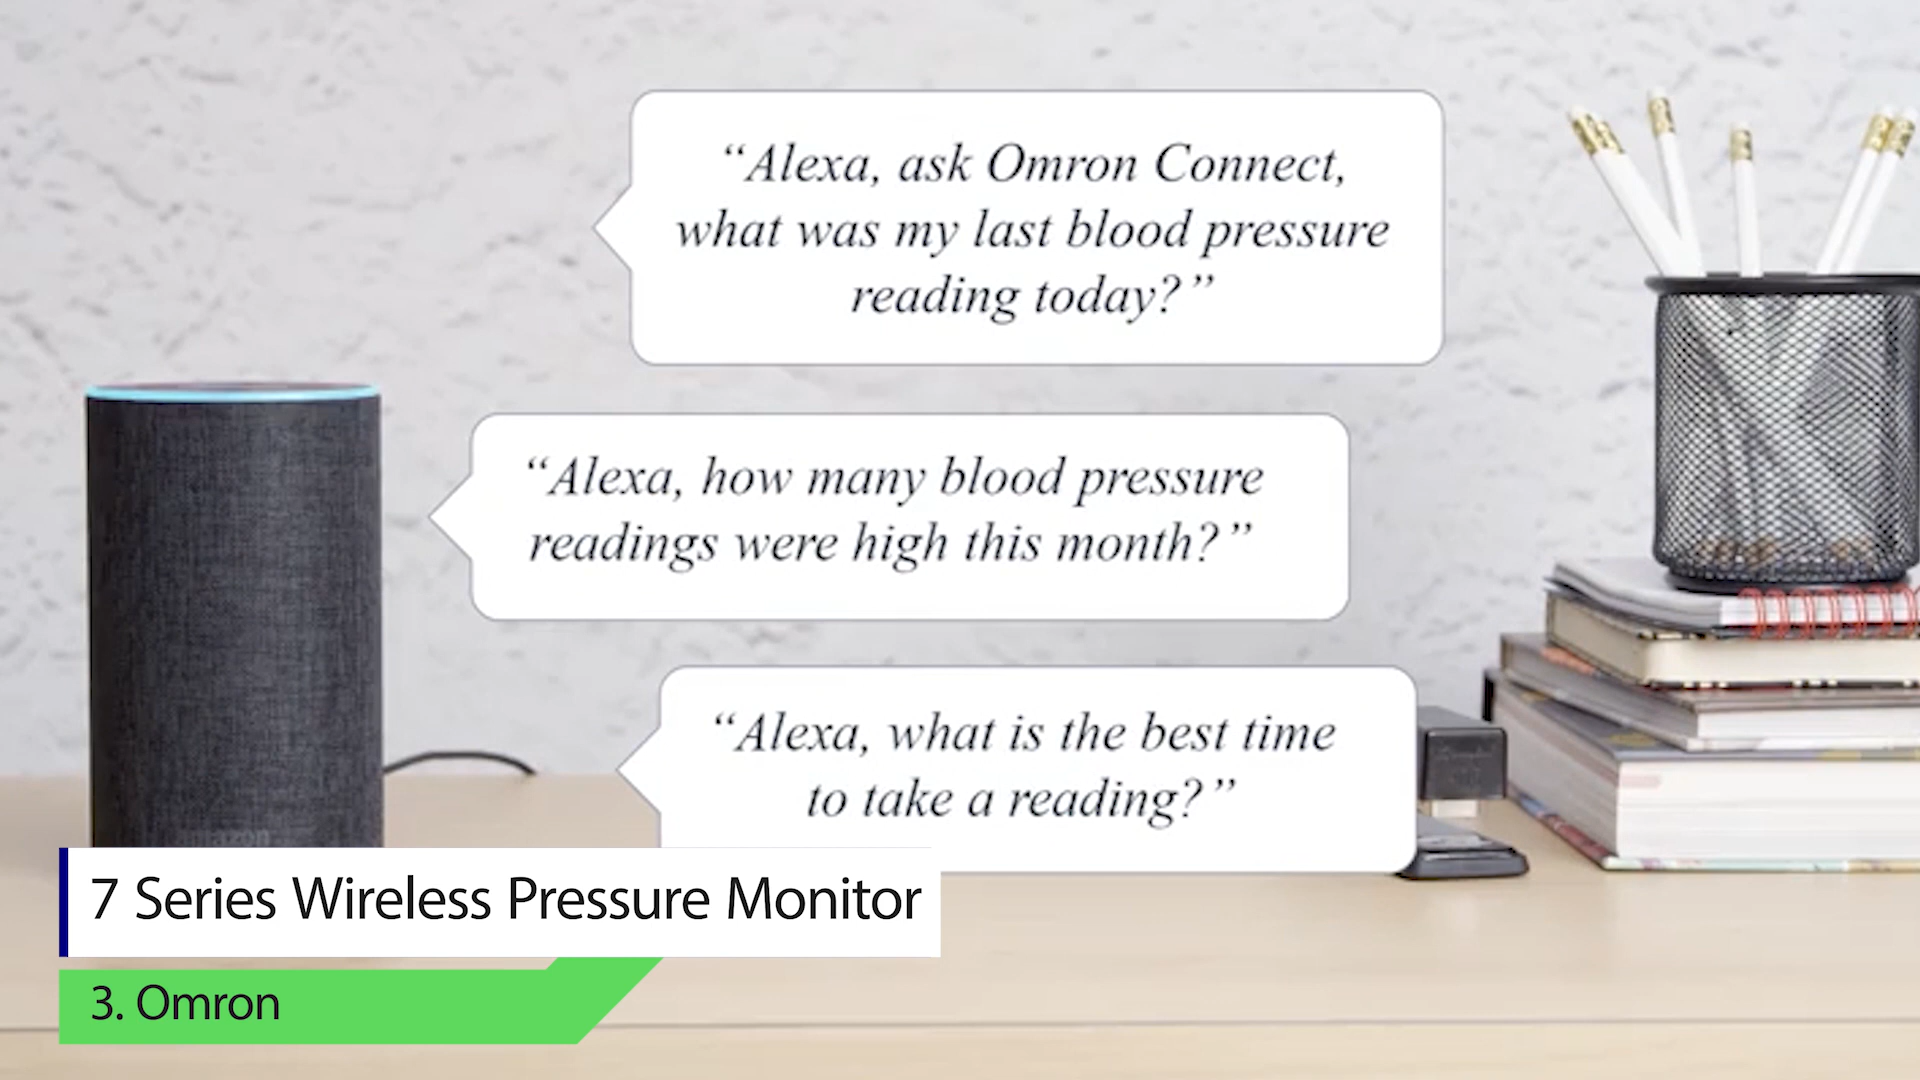 “Alexa, ask Omron Connect,
what was my last blood pressure
reading today?”
“Alexa, how many blood pressure
readings were high this month?”
“Alexa, what is the best time
to take a reading?”
amazon
7 Series Wireless Pressure Monitor
3. Omron